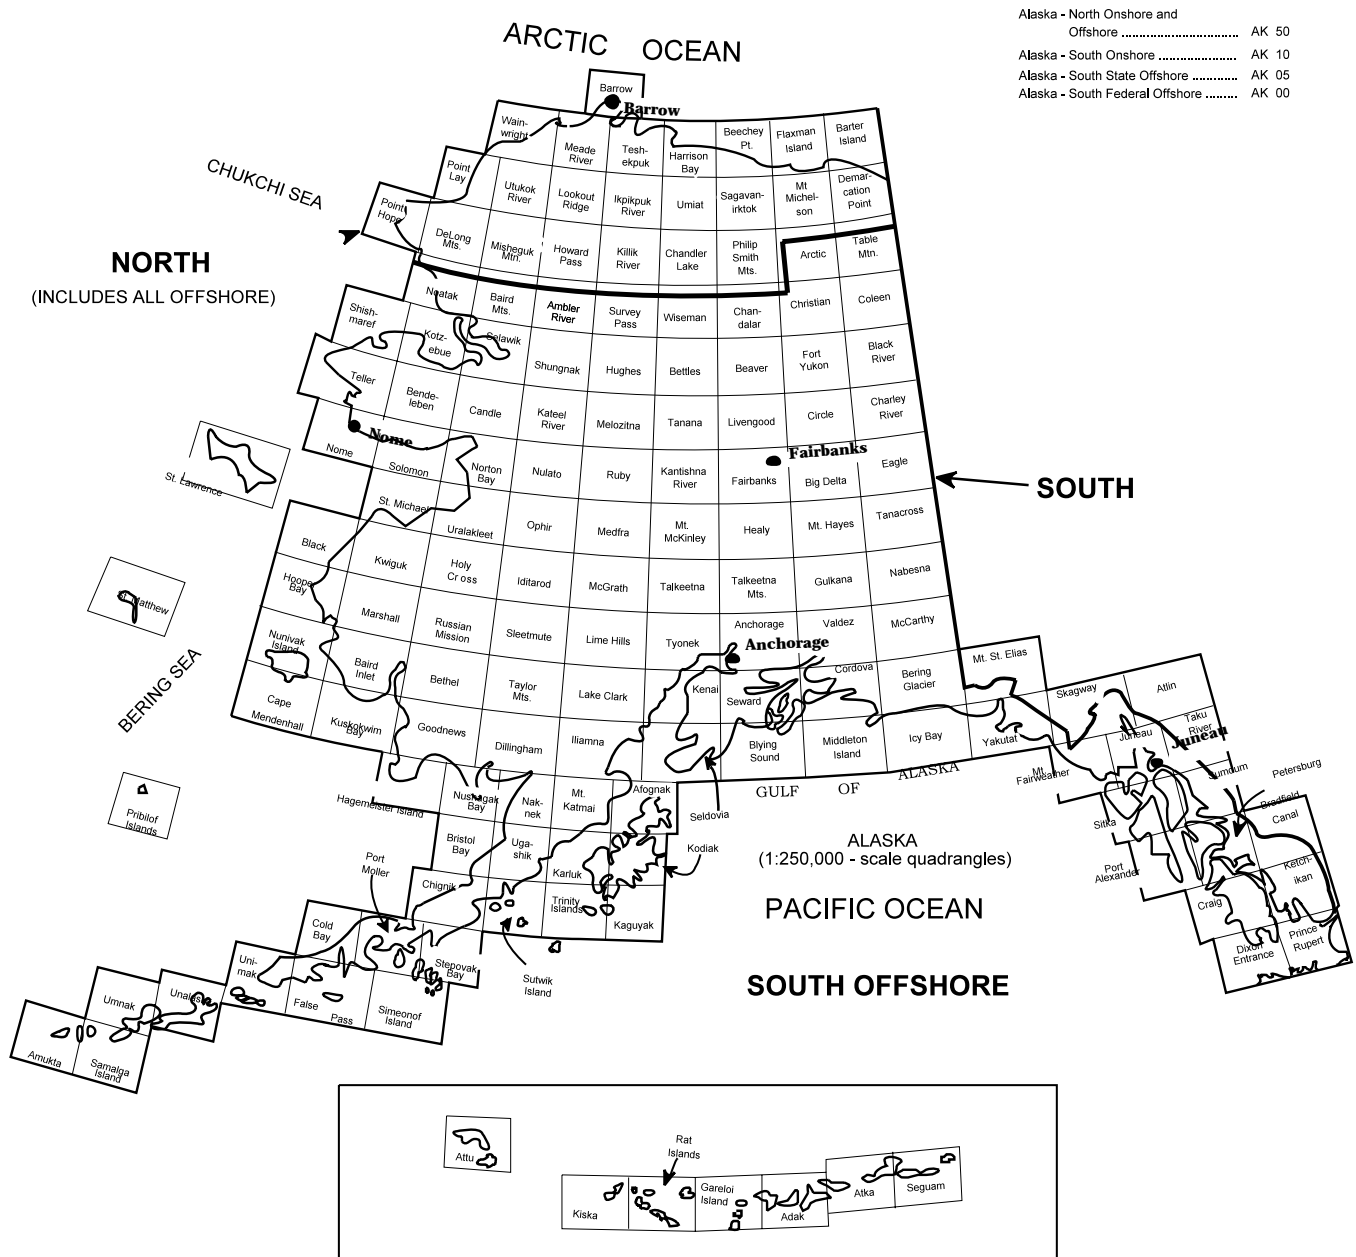 Alaska - North Onshore and
Offshore ................................ AK 50
Alaska - South Onshore ..................... AK 10
Alaska - South State Offshore ............ AK 05
Alaska - South Federal Offshore ......... AK 00
ARCTIC OCEAN
Barrow
Barrow
Wain-
wright
Meade
River
Tesh-
ekpuk
Harrison
Bay
Beechey
Pt.
Flaxman
Island
Barter
Island
CHUKCHI SEA
Point
Lay
Utukok
River
Lookout
Ridge
Ikpikpuk
River
Umiat
Sagavan-
irktok
Mt
Michel-
son
Demar-
cation
Point
Point
Hope
DeLong
Mts.
Misheguk
Mtn.
Howard
Pass
Killik
River
Chandler
Lake
Philip
Smith
Mts.
Arctic
Table
Mtn.
NORTH
(INCLUDES ALL OFFSHORE)
Noatak
Baird
Mts.
Ambler
River
Survey
Pass
Wiseman
Chan-
dalar
Christian
Coleen
Shish-
maref
Kotz-
ebue
Selawik
Shungnak
Hughes
Bettles
Beaver
Fort
Yukon
Black
River
Teller
Bende-
leben
Candle
Kateel
River
Melozitna
Tanana
Livengood
Circle
Charley
River
Nome
Nome
Solomon
Norton
Bay
Nulato
Ruby
Kantishna
River
Fairbanks
Fairbanks
Big Delta
Eagle
SOUTH
St. Lawrence
St. Michael
Uralakleet
Ophir
Medfra
Mt.
McKinley
Healy
Mt. Hayes
Tanacross
Black
Kwiguk
Holy
Cross
Iditarod
McGrath
Talkeetna
Talkeetna
Mts.
Gulkana
Nabesna
St. Matthew
Hooper
Bay
Marshall
Russian
Mission
Sleetmute
Lime Hills
Tyonek
Anchorage
Anchorage
Valdez
McCarthy
BERING SEA
Nunivak
Island
Baird
Inlet
Bethel
Taylor
Mts.
Lake Clark
Kenai
Seward
Cordova
Bering
Glacier
Mt. St. Elias
Cape
Mendenhall
Kuskokwim
Bay
Goodnews
Dillingham
Iliamna
Blying
Sound
Middleton
Island
Icy Bay
Yakutat
Skagway
Atlin
Mt.
Fairweather
Juneau
Juneau
Taku
River
GULF OF ALASKA
Pribilof
Islands
Hagemeister Island
Nushagak
Bay
Nak-
nek
Mt.
Katmai
Afognak
Seldovia
Sitka
Sumdum
Petersburg
Bradfield
Canal
Bristol
Bay
Uga-
shik
Karluk
Kodiak
ALASKA
(1:250,000 - scale quadrangles)
Port
Alexander
Ketch-
ikan
Port
Moller
Chignik
Trinity
Islands
Kaguyak
PACIFIC OCEAN
Craig
Dixon
Entrance
Prince
Rupert
Cold
Bay
Stepovak
Bay
Sutwik
Island
SOUTH OFFSHORE
Uni-
mak
False
Pass
Simeonof
Island
Umnak
Unalaska
Amukta
Samalga
Island
Attu
Rat
Islands
Kiska
Gareloi
Island
Adak
Atka
Seguam